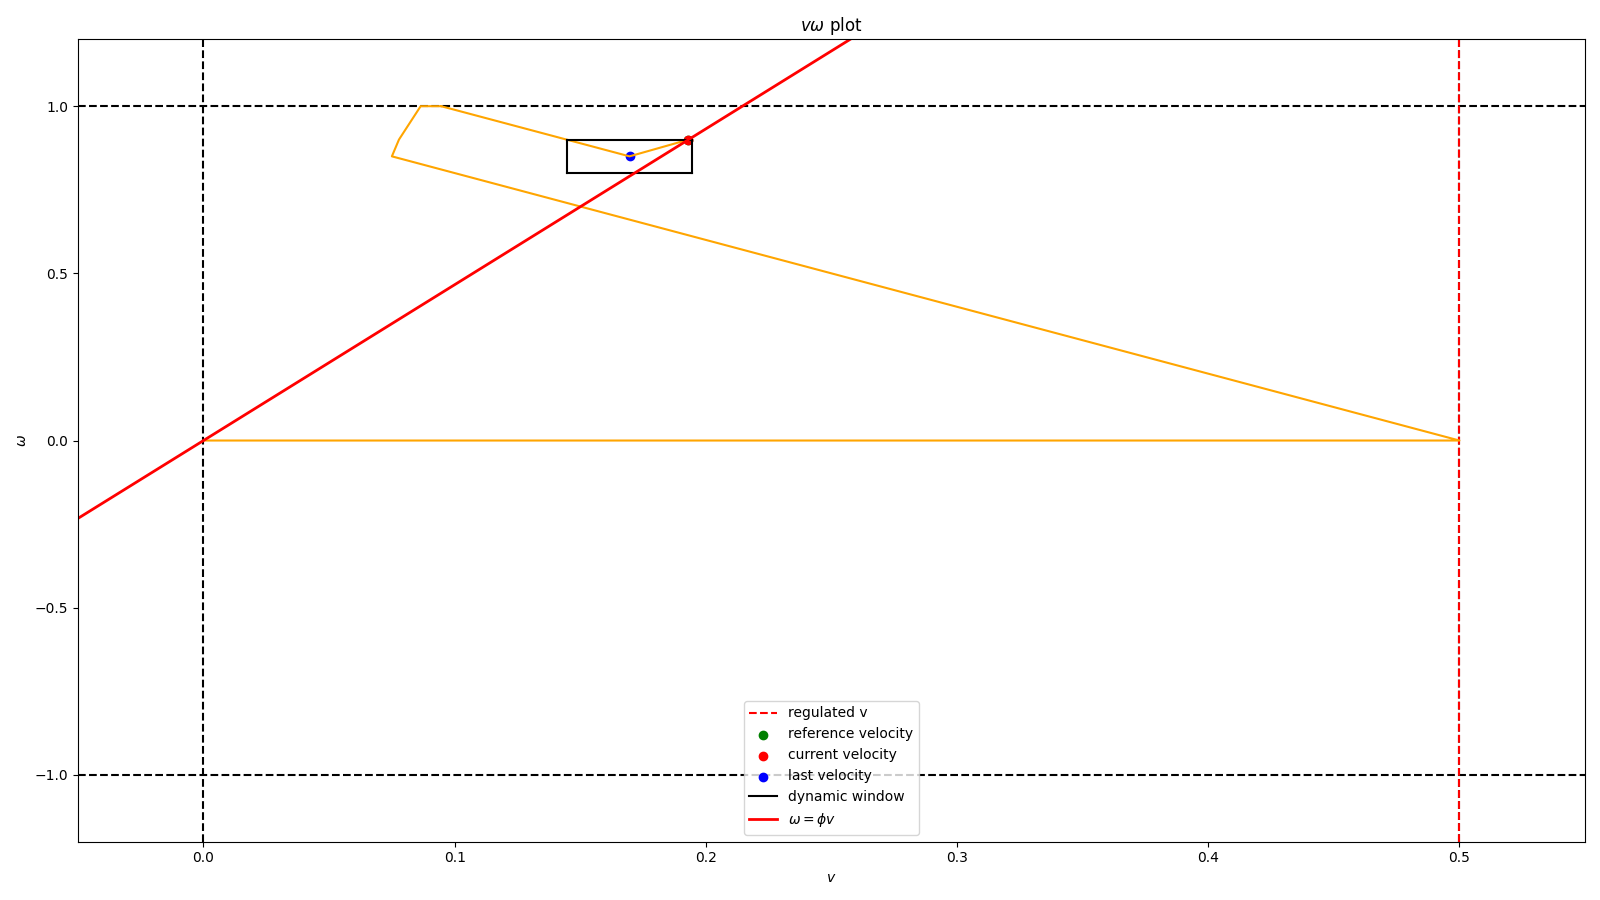 vω plot
1.0
0.5
0.0
−0.5
−1.0
ω
0.0
0.1
0.2
0.3
0.4
0.5
v
regulated v
reference velocity
current velocity
last velocity
dynamic window
ω = ϕv